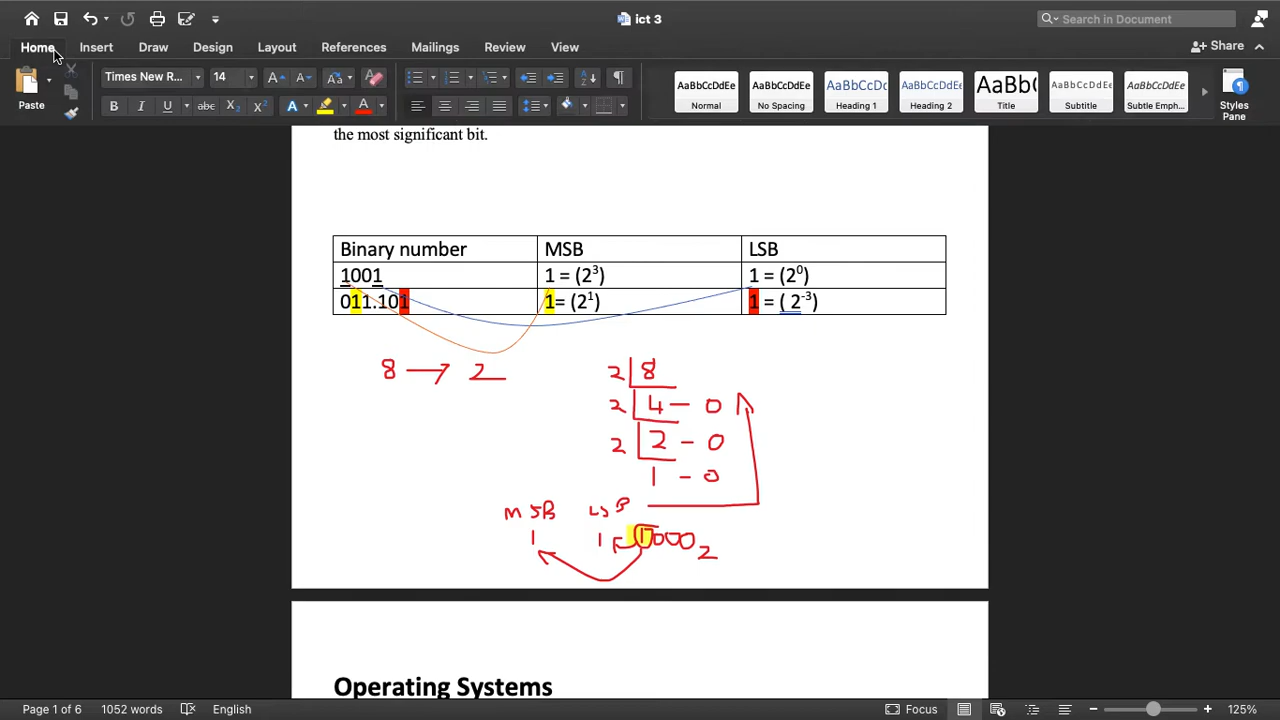 ict 3
Search in Document
Home Insert Draw Design Layout References Mailings Review View Share
Paste
Times New R... 14
AaBbCcDdEe AaBbCcDdEe AaBbCcDc AaBbCcDdEe AaBbC AaBbCcDdEe AaBbCcDdEe
Normal No Spacing Heading 1 Heading 2 Title Subtitle Subtle Emph... Styles Pane
the most significant bit.
Binary number MSB LSB
1001 1 = (2³) 1 = (2⁰)
011.101 1= (2¹) 1 = ( 2⁻³)
8 → 2
2 8
2 4 - 0
2 2 - 0
1 - 0
MSB LSB
1 1 1000₂
Operating Systems
Page 1 of 6 1052 words English Focus 125%